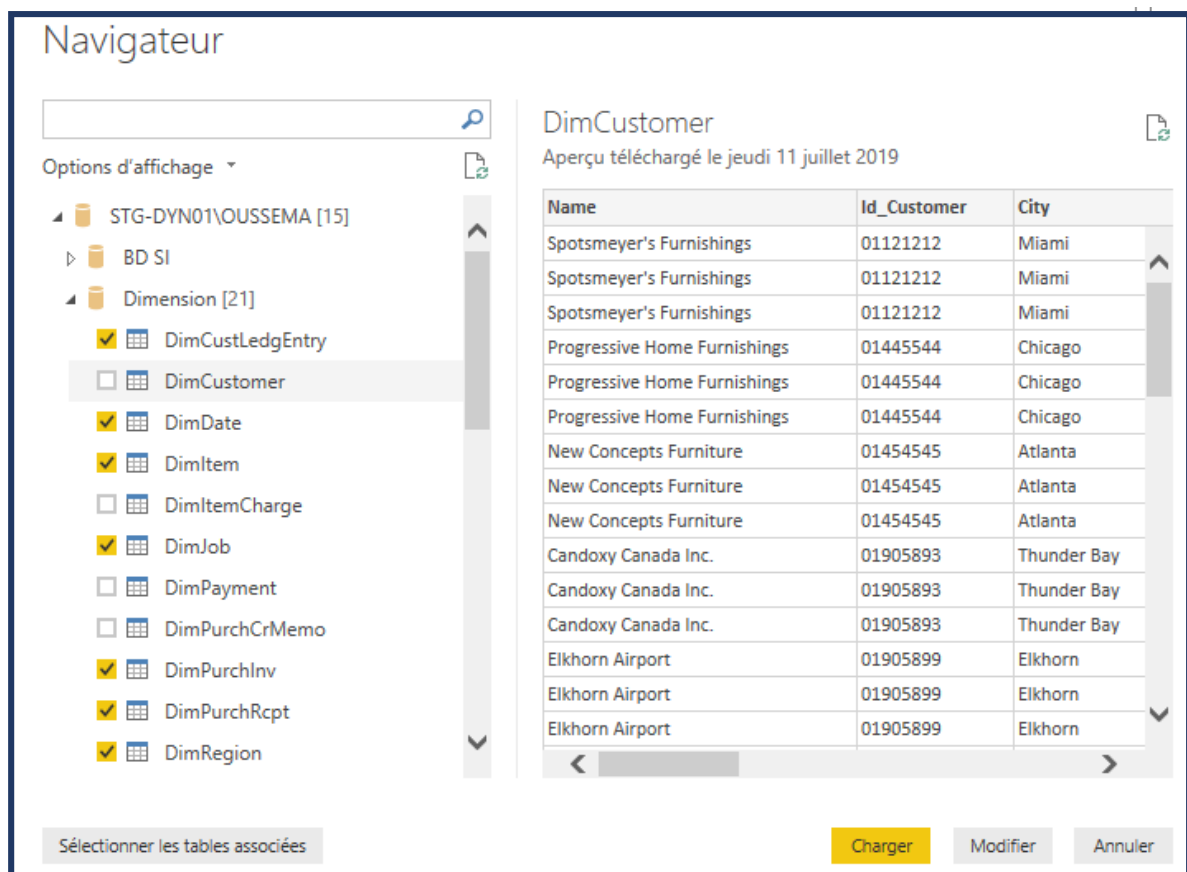 Navigateur
Options d'affichage
STG-DYN01\OUSSEMA [15]
BD SI
Dimension [21]
DimCustLedgEntry
DimCustomer
DimDate
DimItem
DimItemCharge
DimJob
DimPayment
DimPurchCrMemo
DimPurchInv
DimPurchRcpt
DimRegion
DimCustomer
Aperçu téléchargé le jeudi 11 juillet 2019
Name Id_Customer City
Spotsmeyer's Furnishings 01121212 Miami
Spotsmeyer's Furnishings 01121212 Miami
Spotsmeyer's Furnishings 01121212 Miami
Progressive Home Furnishings 01445544 Chicago
Progressive Home Furnishings 01445544 Chicago
Progressive Home Furnishings 01445544 Chicago
New Concepts Furniture 01454545 Atlanta
New Concepts Furniture 01454545 Atlanta
New Concepts Furniture 01454545 Atlanta
Candoxy Canada Inc. 01905893 Thunder Bay
Candoxy Canada Inc. 01905893 Thunder Bay
Candoxy Canada Inc. 01905893 Thunder Bay
Elkhorn Airport 01905899 Elkhorn
Elkhorn Airport 01905899 Elkhorn
Elkhorn Airport 01905899 Elkhorn
Sélectionner les tables associées
Charger Modifier Annuler